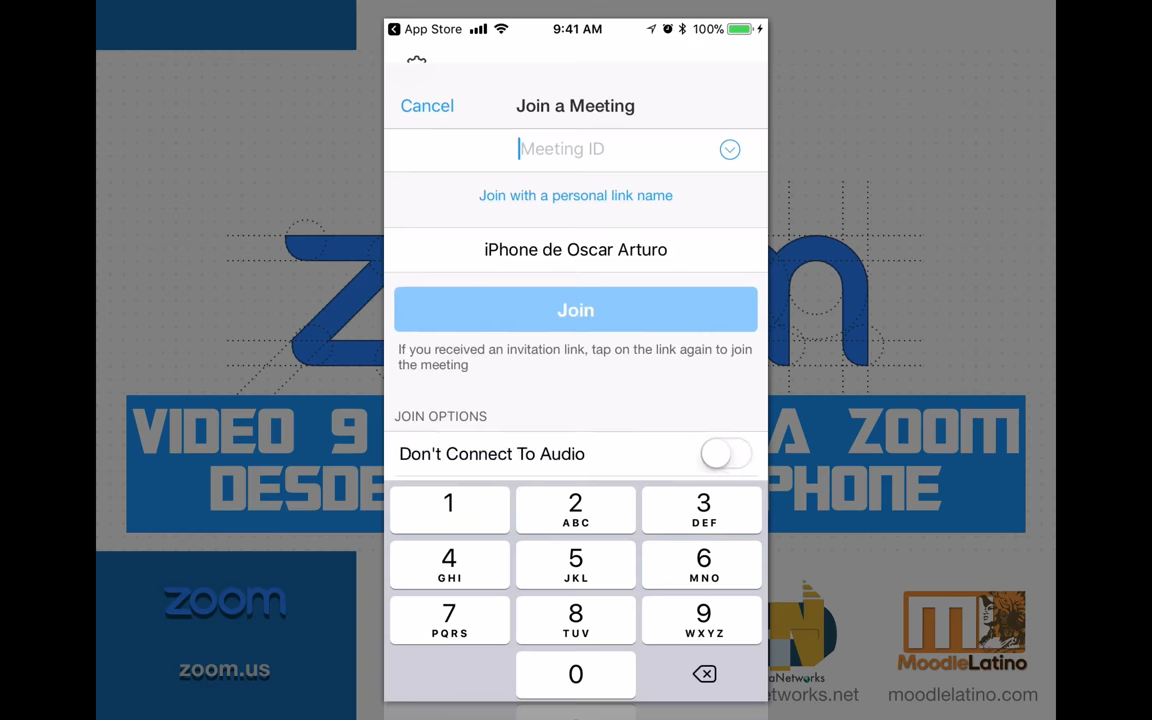 App Store 9:41 AM 100%
Cancel Join a Meeting
Meeting ID
Join with a personal link name
iPhone de Oscar Arturo
Join
If you received an invitation link, tap on the link again to join
the meeting
JOIN OPTIONS
Don't Connect To Audio
VIDEO 9 A ZOOM
DESDE PHONE
1 2 3
ABC DEF
4 5 6
GHI JKL MNO
7 8 9
PQRS TUV WXYZ
0
zoom
zoom.us
aNetworks
etworks.net
MoodleLatino
moodlelatino.com